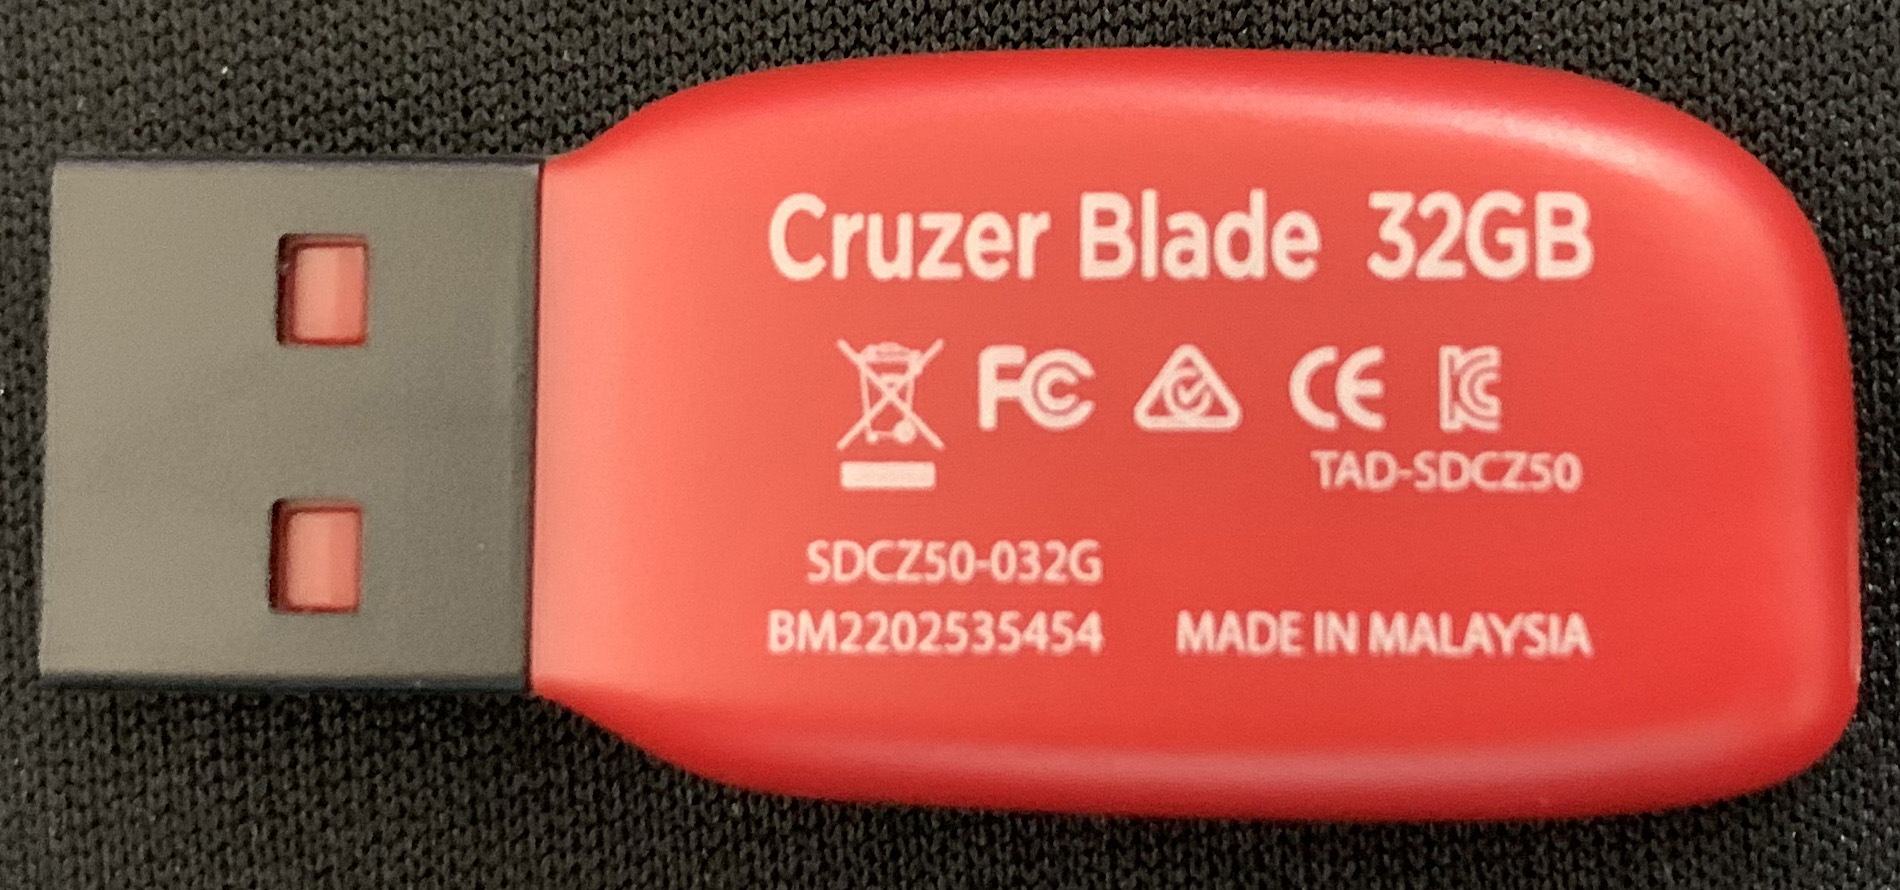 Cruzer Blade 32GB
FC CE KC
TAD-SDCZ50
SDCZ50-032G
BM2202535454 MADE IN MALAYSIA